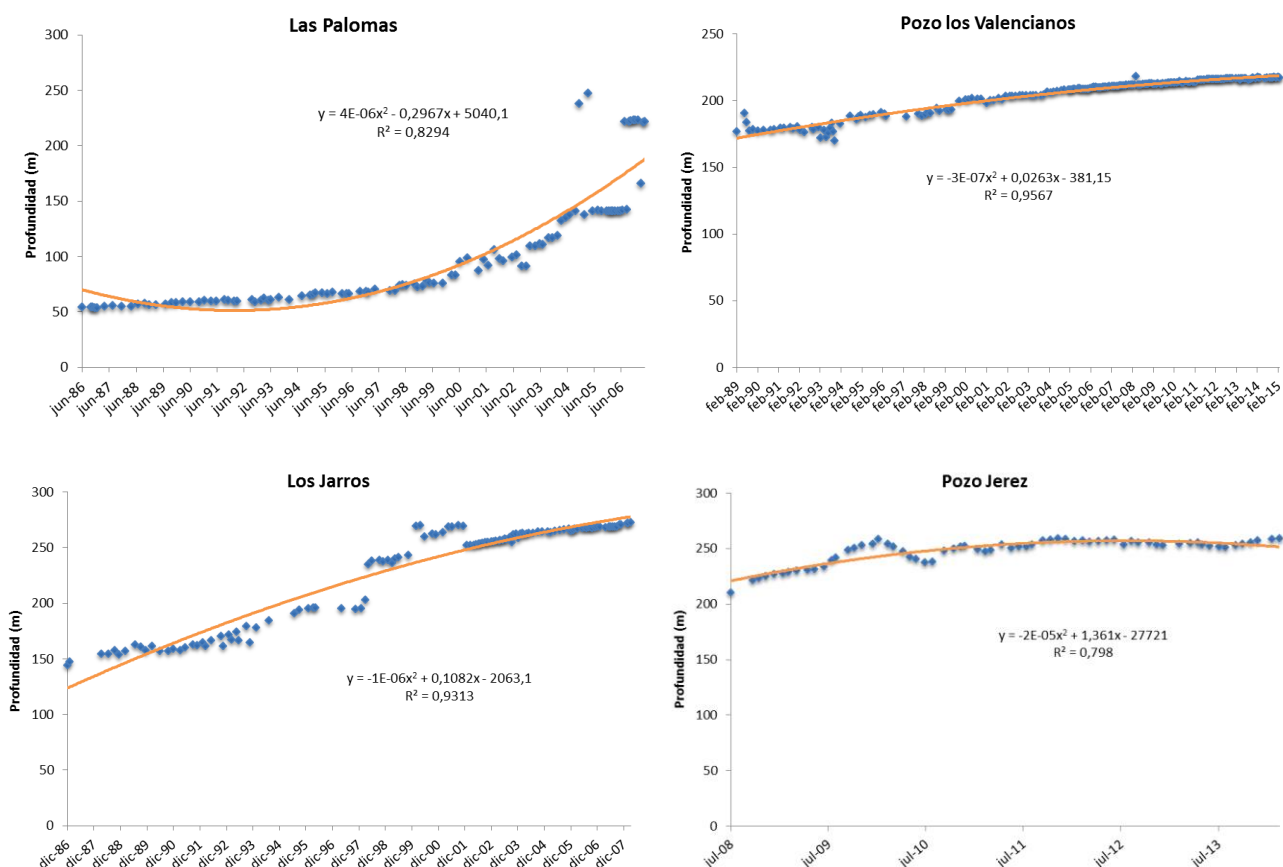 Las Palomas
300
250
200
150
100
50
0
Profundidad (m)
y = 4E-06x² - 0,2967x + 5040,1
R² = 0,8294
jun-86
jun-87
jun-88
jun-89
jun-90
jun-91
jun-92
jun-93
jun-94
jun-95
jun-96
jun-97
jun-98
jun-99
jun-00
jun-01
jun-02
jun-03
jun-04
jun-05
jun-06
Pozo los Valencianos
250
200
150
100
50
0
Profundidad (m)
y = -3E-07x² + 0,0263x - 381,15
R² = 0,9567
feb-89
feb-90
feb-91
feb-92
feb-93
feb-94
feb-95
feb-96
feb-97
feb-98
feb-99
feb-00
feb-01
feb-02
feb-03
feb-04
feb-05
feb-06
feb-07
feb-08
feb-09
feb-10
feb-11
feb-12
feb-13
feb-14
feb-15
Los Jarros
300
250
200
150
100
50
0
Profundidad (m)
y = -1E-06x² + 0,1082x - 2063,1
R² = 0,9313
dic-86
dic-87
dic-88
dic-89
dic-90
dic-91
dic-92
dic-93
dic-94
dic-95
dic-96
dic-97
dic-98
dic-99
dic-00
dic-01
dic-02
dic-03
dic-04
dic-05
dic-06
dic-07
Pozo Jerez
300
250
200
150
100
50
0
Profundidad (m)
y = -2E-05x² + 1,361x - 27721
R² = 0,798
jul-08
jul-09
jul-10
jul-11
jul-12
jul-13